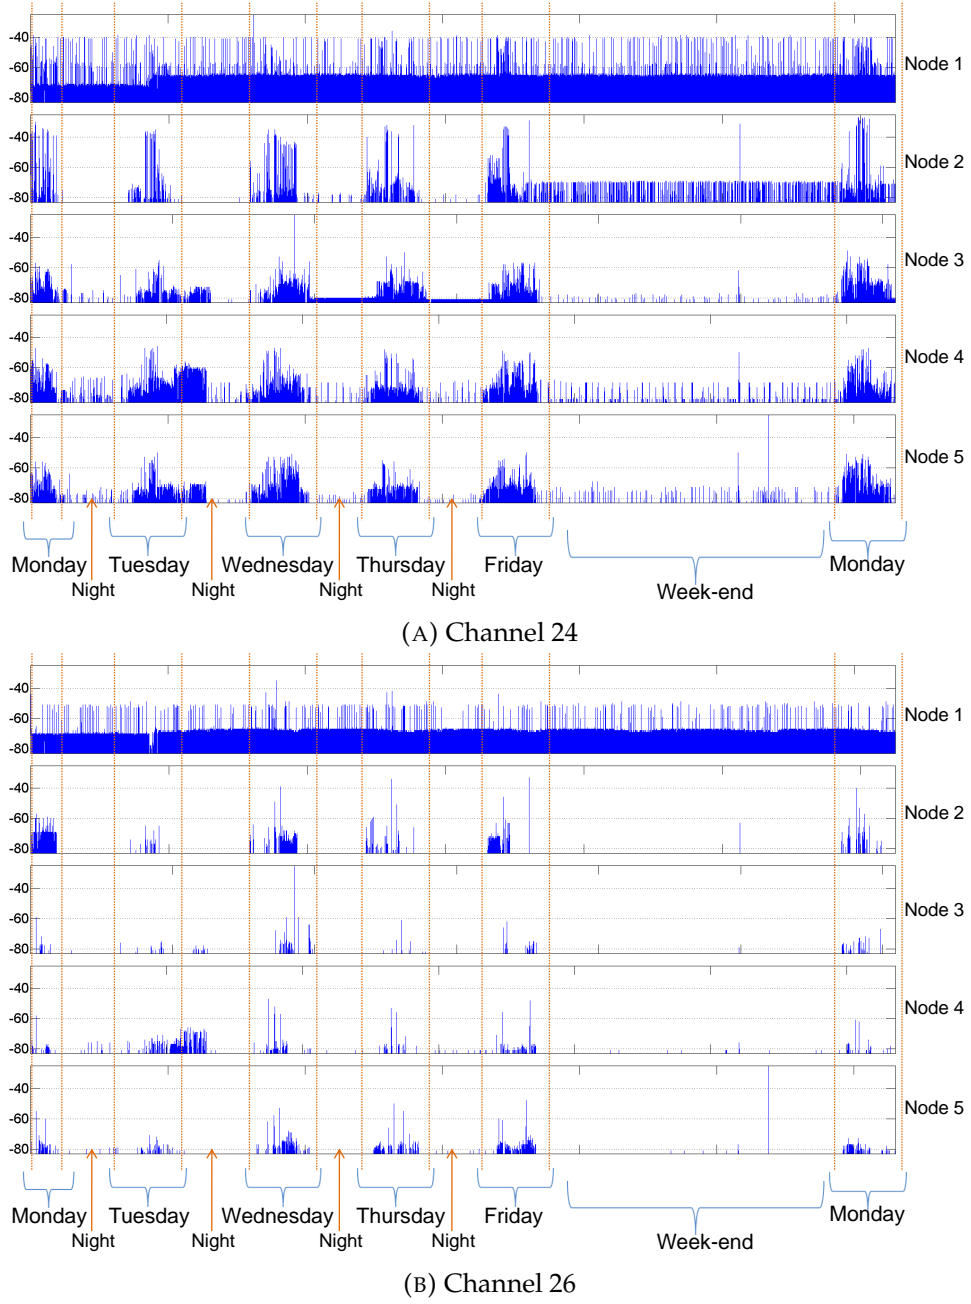 -40
-60
-80
Node 1
-40
-60
-80
Node 2
-40
-60
-80
Node 3
-40
-60
-80
Node 4
-40
-60
-80
Node 5
Monday Tuesday Wednesday Thursday Friday Week-end Monday
Night Night Night Night
(A) Channel 24
-40
-60
-80
Node 1
-40
-60
-80
Node 2
-40
-60
-80
Node 3
-40
-60
-80
Node 4
-40
-60
-80
Node 5
Monday Tuesday Wednesday Thursday Friday Week-end Monday
Night Night Night Night
(B) Channel 26